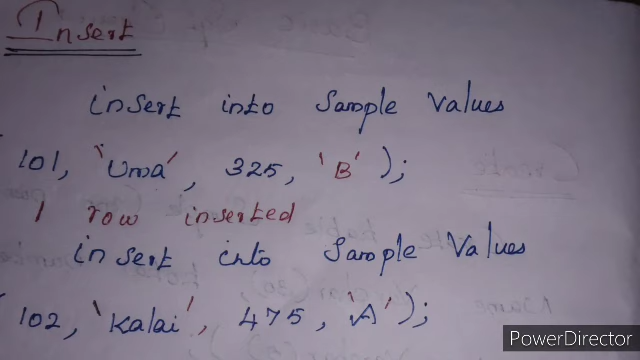 Insert
insert into Sample Values
(101, 'Uma', 325, 'B');
1 row inserted
insert into Sample Values
(102, 'Kalai', 475, 'A');
PowerDirector